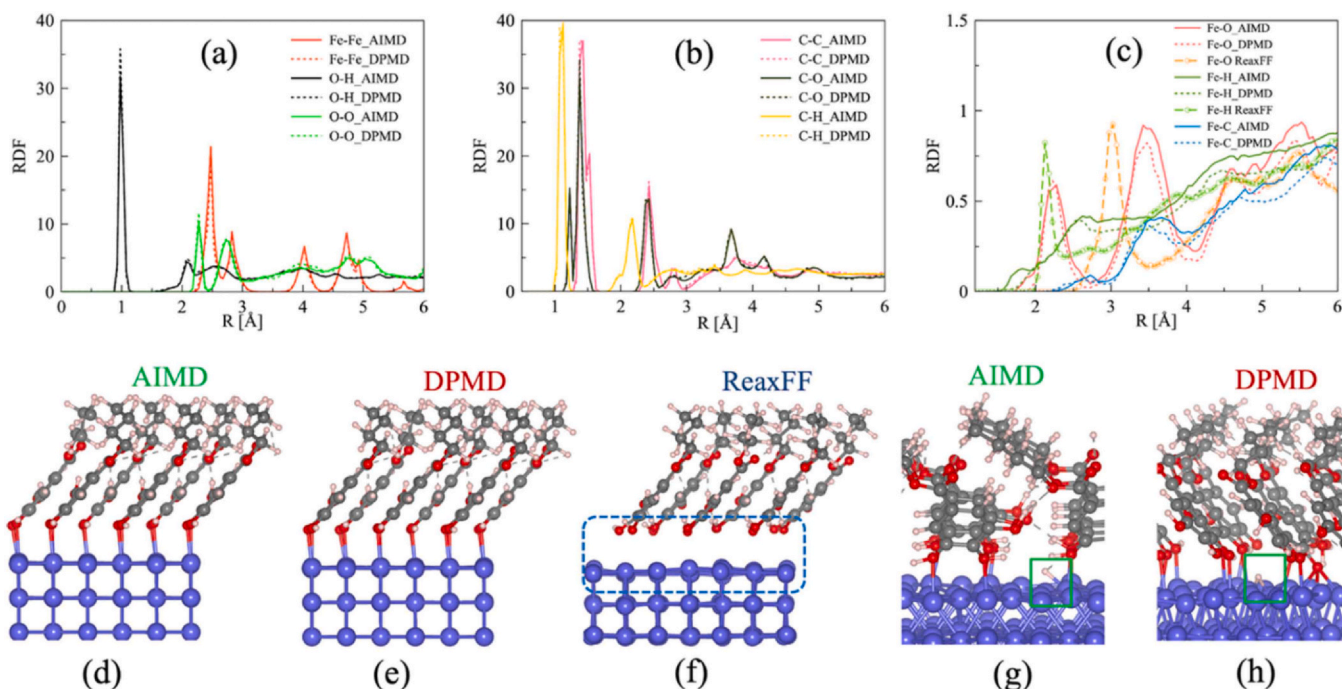 (a)
Fe-Fe_AIMD
Fe-Fe_DPMD
O-H_AIMD
O-H_DPMD
O-O_AIMD
O-O_DPMD
RDF
40
30
20
10
0
0 1 2 3 4 5 6
R [Å]
(b)
C-C_AIMD
C-C_DPMD
C-O_AIMD
C-O_DPMD
C-H_AIMD
C-H_DPMD
RDF
40
30
20
10
0
0 1 2 3 4 5 6
R [Å]
(c)
Fe-O_AIMD
Fe-O_DPMD
Fe-O ReaxFF
Fe-H_AIMD
Fe-H_DPMD
Fe-H ReaxFF
Fe-C_AIMD
Fe-C_DPMD
RDF
1.5
1
0.5
0
2 3 4 5 6
R [Å]
AIMD
DPMD
ReaxFF
AIMD
DPMD
(d)
(e)
(f)
(g)
(h)